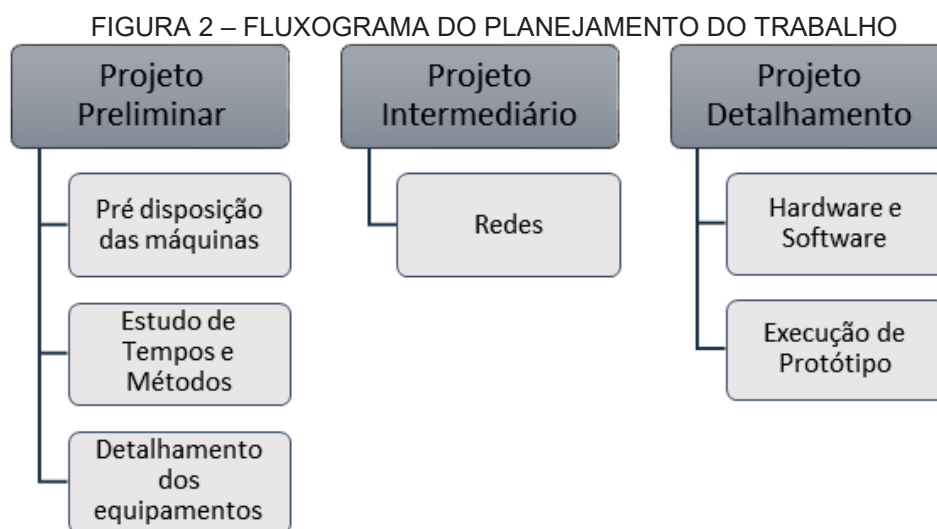 FIGURA 2 – FLUXOGRAMA DO PLANEJAMENTO DO TRABALHO
Projeto
Preliminar
Pré disposição
das máquinas
Estudo de
Tempos e
Métodos
Detalhamento
dos
equipamentos
Projeto
Intermediário
Redes
Projeto
Detalhamento
Hardware e
Software
Execução de
Protótipo